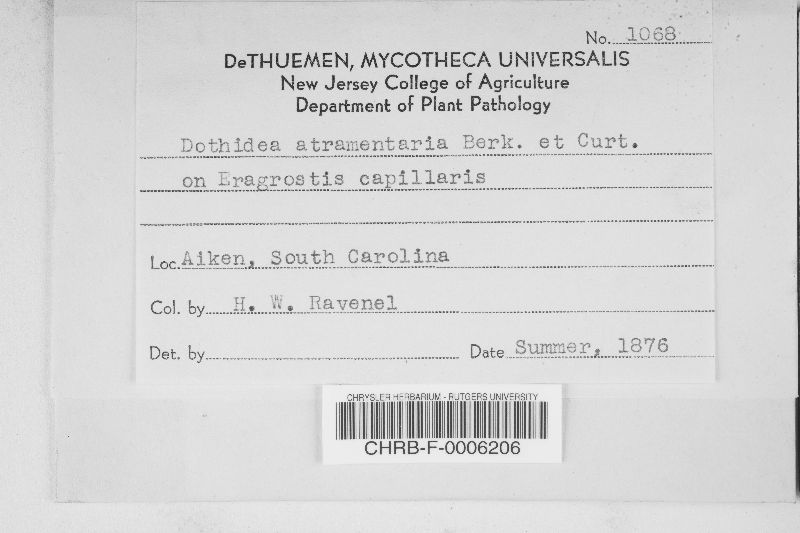 No. 1068
DeTHUEMEN, MYCOTHECA UNIVERSALIS
New Jersey College of Agriculture
Department of Plant Pathology
Dothidea atramentaria Berk. et Curt.
on Eragrostis capillaris
Loc. Aiken, South Carolina
Col. by H. W. Ravenel
Det. by
Date Summer, 1876
CHRYSLER HERBARIUM - RUTGERS UNIVERSITY
CHRB-F-0006206